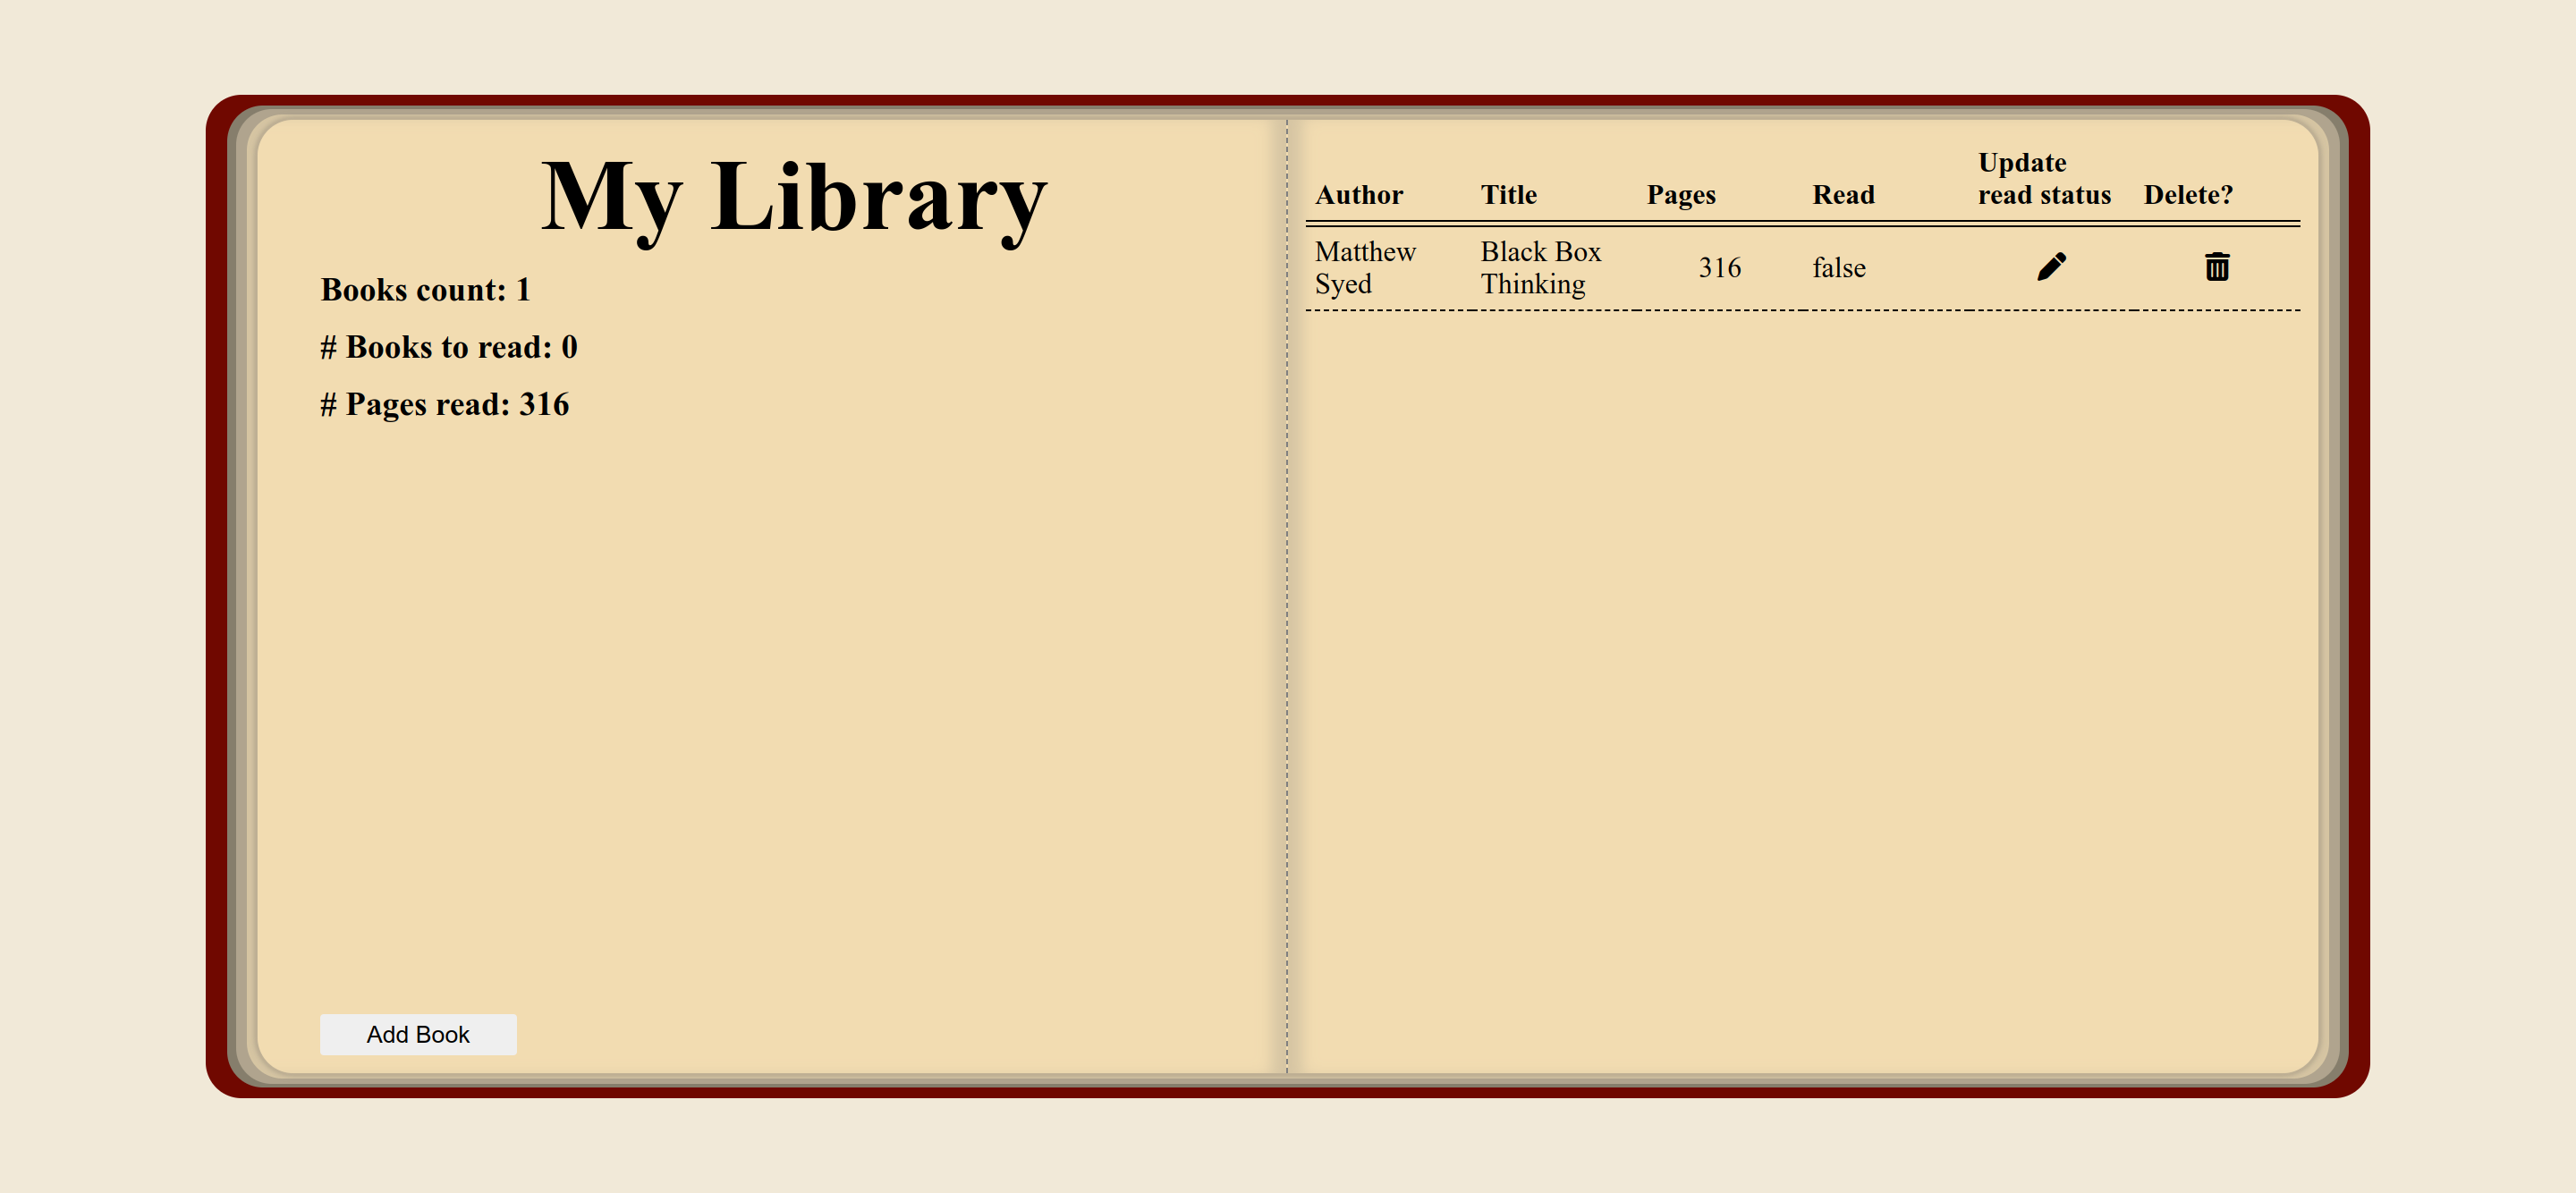 My Library
Books count: 1
# Books to read: 0
# Pages read: 316
Add Book
Author Title Pages Read Update read status Delete?
Matthew Syed Black Box Thinking 316 false